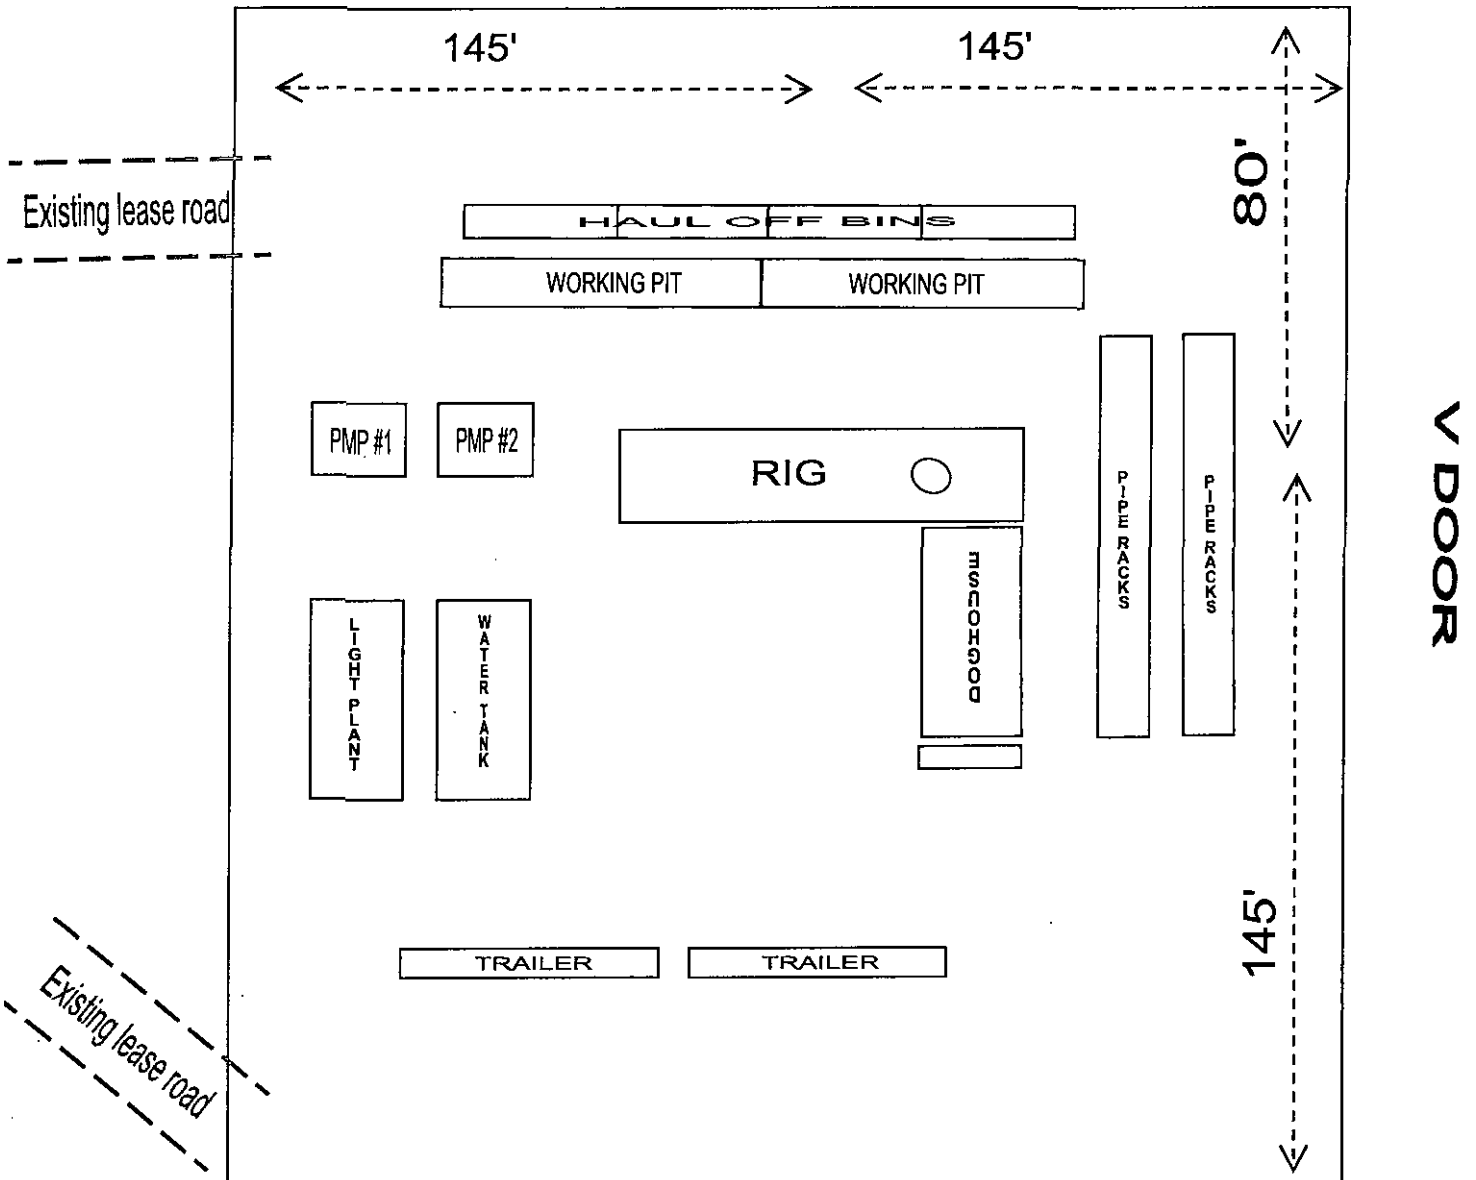 145'
145'
80'
Existing lease road
HAUL OFF BINS
WORKING PIT
WORKING PIT
PMP #1
PMP #2
RIG
PIPE RACKS
PIPE RACKS
V DOOR
DOGHOUSE
LIGHT PLANT
WATER TANK
145'
TRAILER
TRAILER
Existing lease road